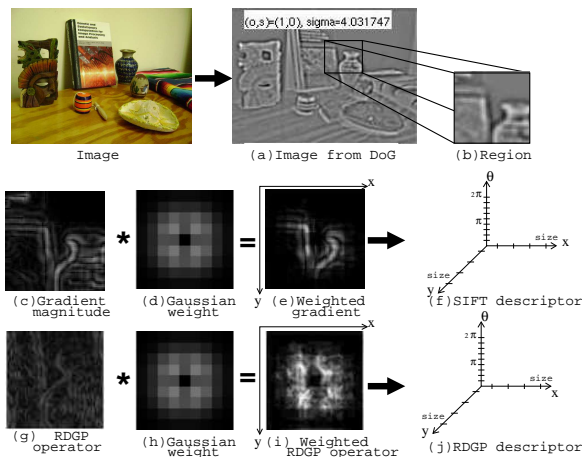 (o,s)=(1,0), sigma=4.031747
Image
(a)Image from DoG
(b)Region
x
y
*
=
(c)Gradient
magnitude
(d)Gaussian
weight
(e)Weighted
gradient
θ
2π
π
size
x
size
y
(f)SIFT descriptor
x
y
*
=
(g) RDGP
operator
(h)Gaussian
weight
(i) Weighted
RDGP operator
θ
2π
π
size
x
size
y
(j)RDGP descriptor